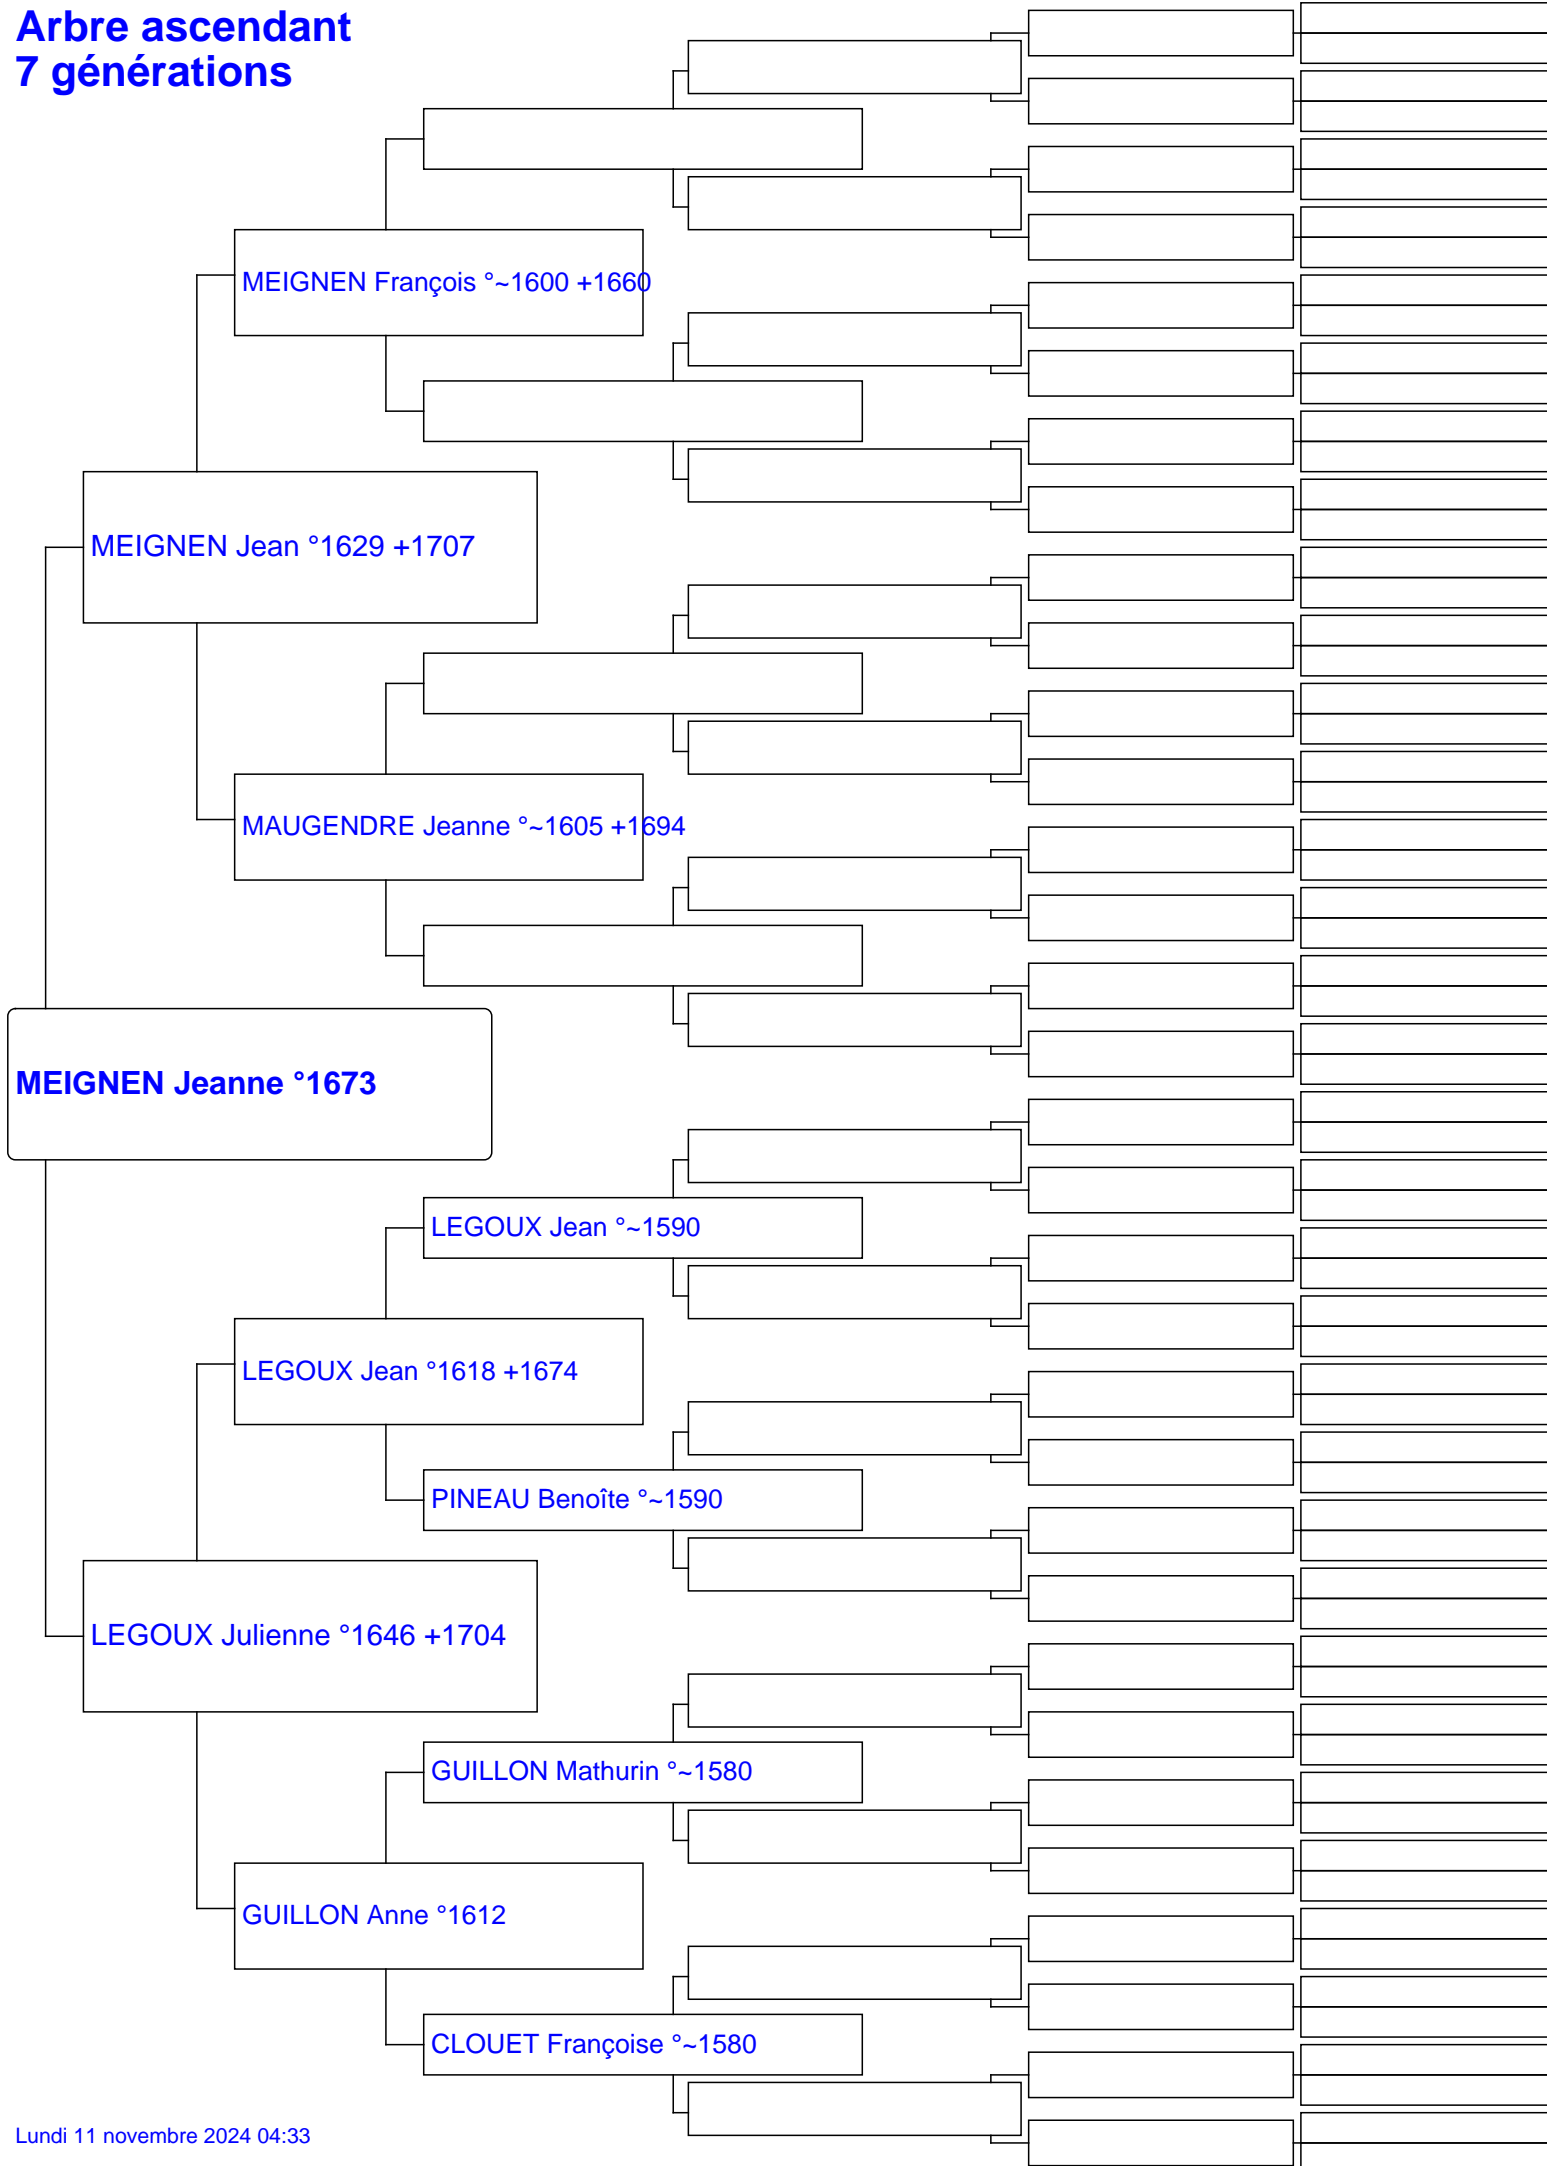 Arbre ascendant
7 générations
MEIGNEN François °~1600 +1660
MEIGNEN Jean °1629 +1707
MAUGENDRE Jeanne °~1605 +1694
MEIGNEN Jeanne °1673
LEGOUX Jean °~1590
LEGOUX Jean °1618 +1674
PINEAU Benoîte °~1590
LEGOUX Julienne °1646 +1704
GUILLON Mathurin °~1580
GUILLON Anne °1612
CLOUET Françoise °~1580
Lundi 11 novembre 2024 04:33